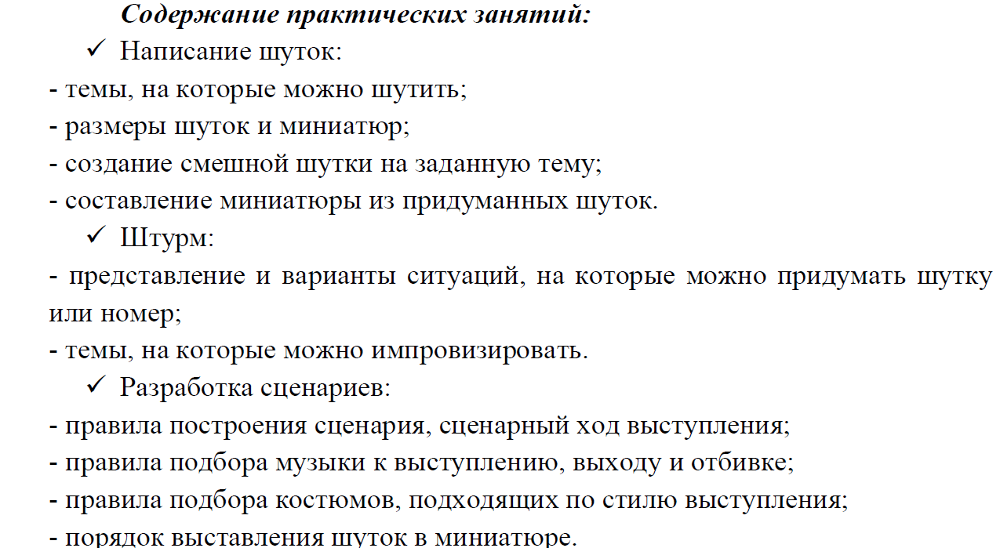 Содержание практических занятий:
✓ Написание шуток:
- темы, на которые можно шутить;
- размеры шуток и миниатюр;
- создание смешной шутки на заданную тему;
- составление миниатюры из придуманных шуток.
✓ Штурм:
- представление и варианты ситуаций, на которые можно придумать шутку
или номер;
- темы, на которые можно импровизировать.
✓ Разработка сценариев:
- правила построения сценария, сценарный ход выступления;
- правила подбора музыки к выступлению, выходу и отбивке;
- правила подбора костюмов, подходящих по стилю выступления;
- порядок выставления шуток в миниатюре.